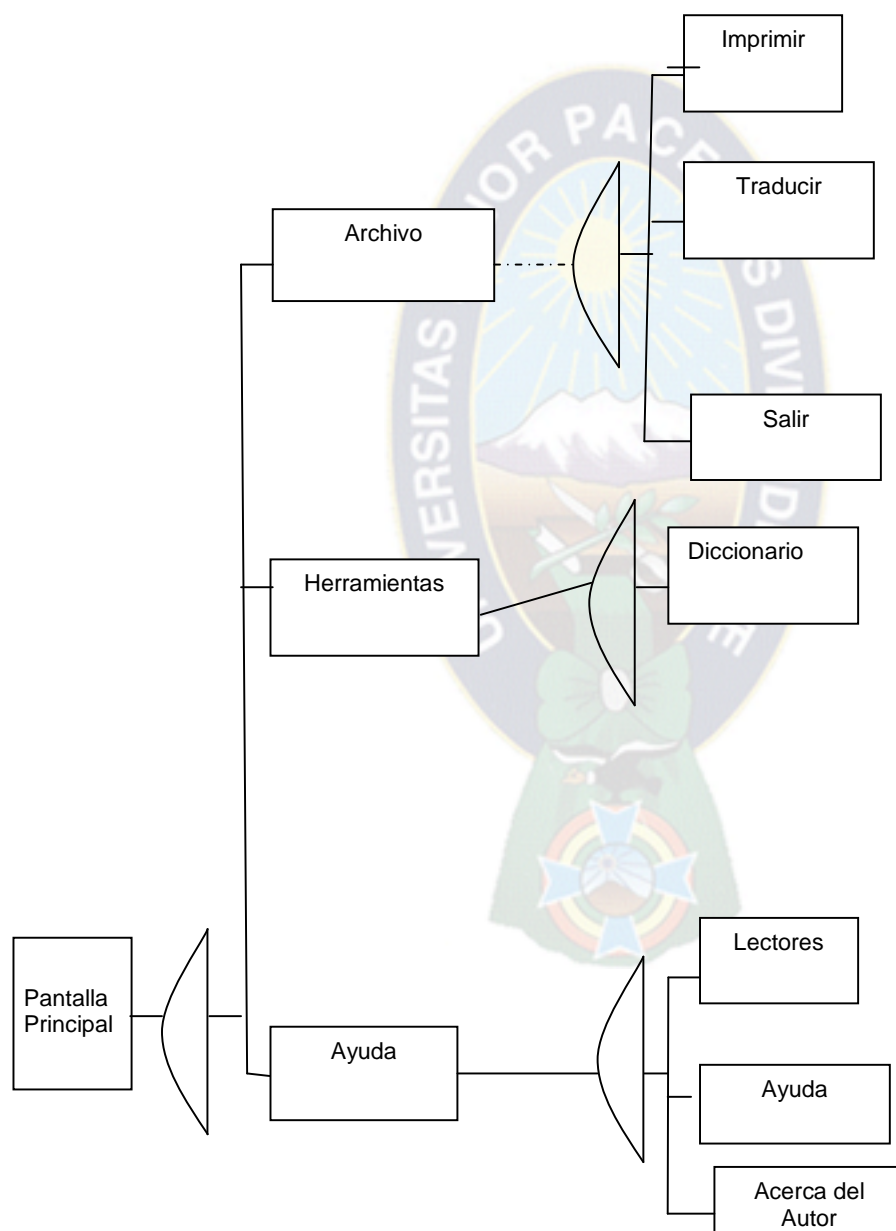 Imprimir
Traducir
Archivo
Salir
Herramientas
Diccionario
Lectores
Pantalla
Principal
Ayuda
Ayuda
Acerca del
Autor